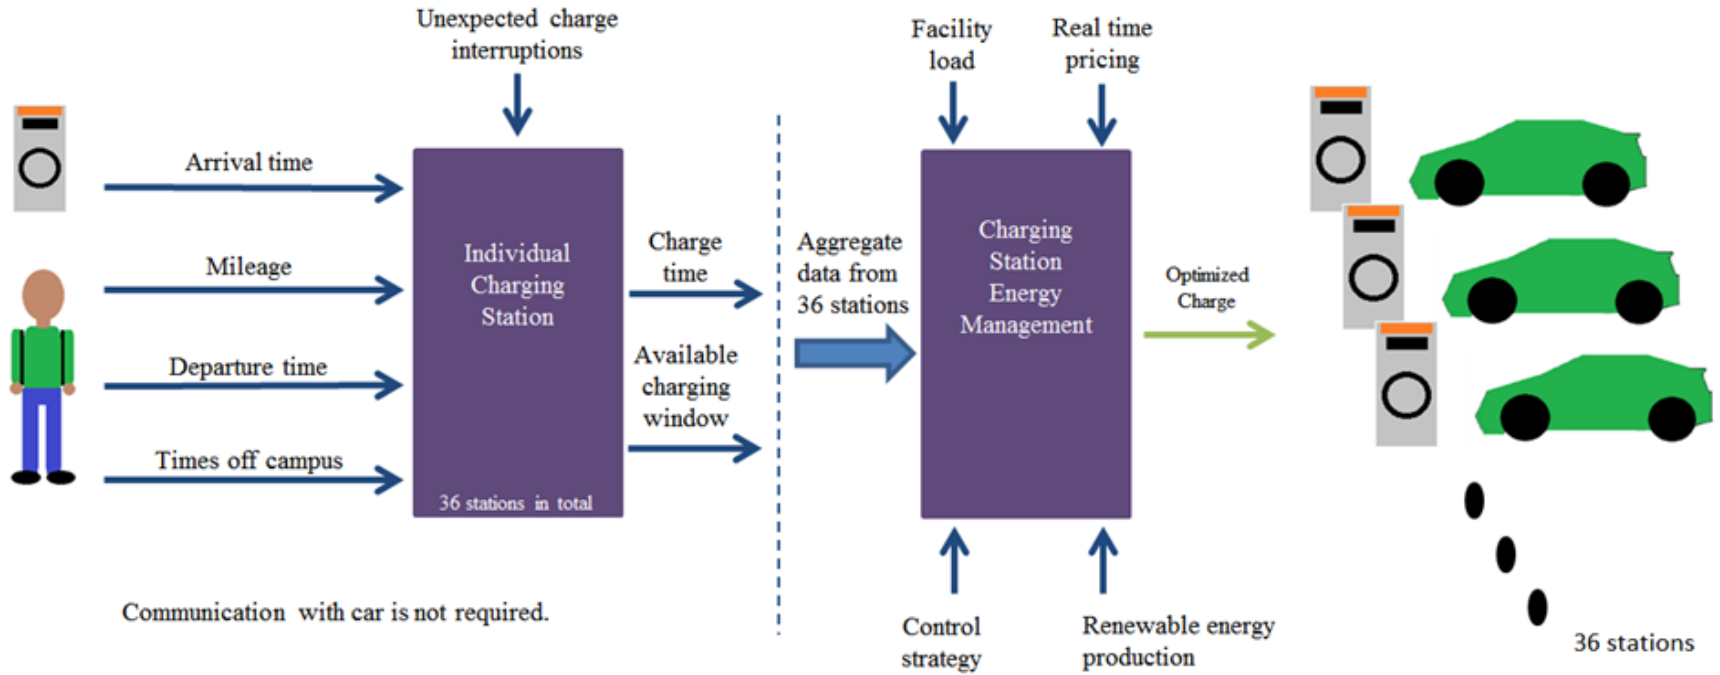 Unexpected charge
interruptions
Arrival time
Mileage
Departure time
Times off campus
Individual
Charging
Station
36 stations in total
Charge
time
Available
charging
window
Communication with car is not required.
Aggregate
data from
36 stations
Facility
load
Real time
pricing
Charging
Station
Energy
Management
Control
strategy
Renewable energy
production
Optimized
Charge
36 stations